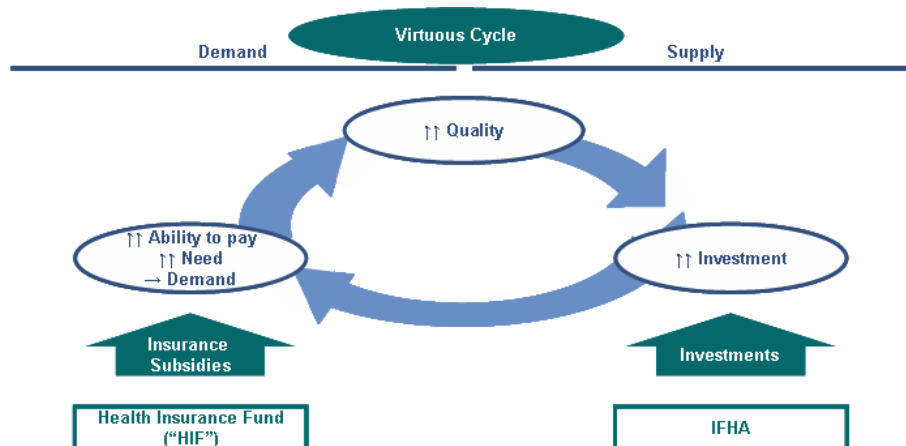 Virtuous Cycle
Demand
Supply
↑↑ Quality
↑↑ Ability to pay
↑↑ Need
→ Demand
↑↑ Investment
Insurance
Subsidies
Investments
Health Insurance Fund
("HIF")
IFHA